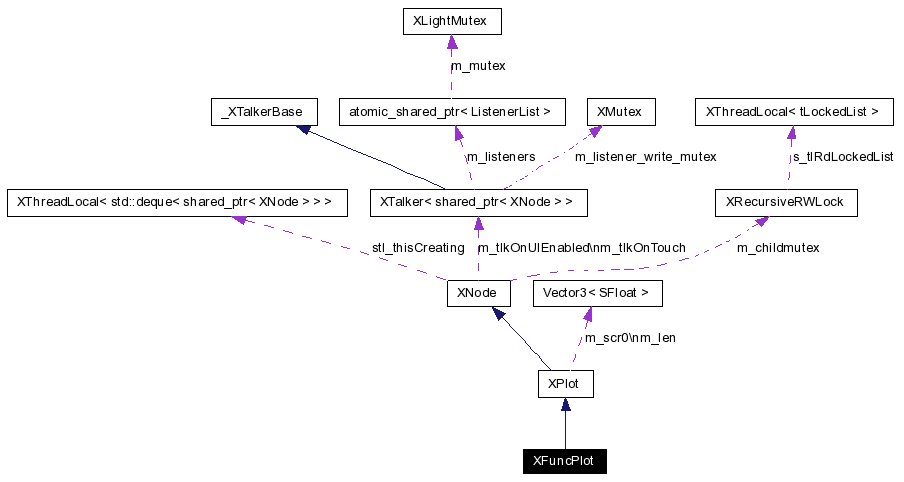 XLightMutex
m_mutex
_XTalkerBase
atomic_shared_ptr< ListenerList >
XMutex
XThreadLocal< tLockedList >
m_listeners
m_listener_write_mutex
s_tlRdLockedList
XThreadLocal< std::deque< shared_ptr< XNode > > >
XTalker< shared_ptr< XNode > >
XRecursiveRWLock
stl_thisCreating
m_tlkOnUIEnabled\nm_tlkOnTouch
m_childmutex
XNode
Vector3< SFloat >
m_scr0\nm_len
XPlot
XFuncPlot